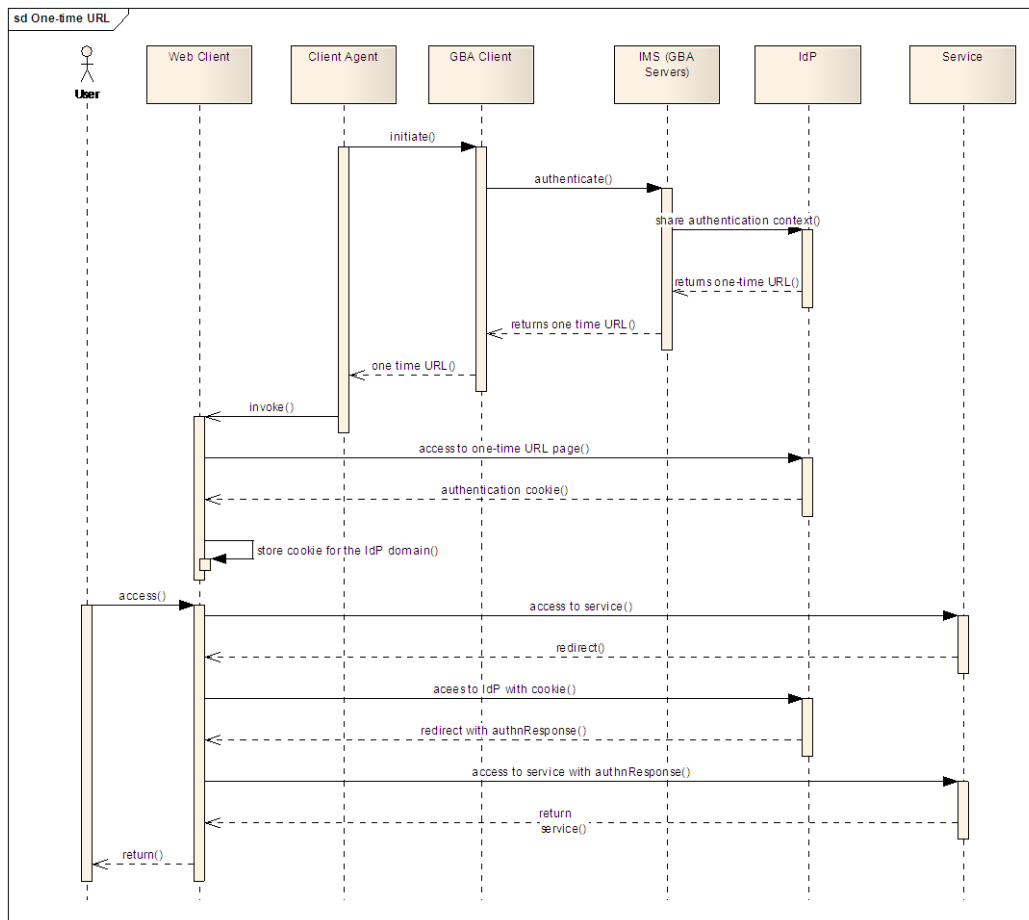 sd One-time URL
User
Web Client
Client Agent
GBA Client
IMS (GBA
Servers)
IdP
Service
initiate()
authenticate()
share authentication context()
returns one-time URL()
returns one time URL()
one time URL()
invoke()
access to one-time URL page()
authentication cookie()
store cookie for the IdP domain()
access()
access to service()
redirect()
acees to IdP with cookie()
redirect with authnResponse()
access to service with authnResponse()
return
service()
return()